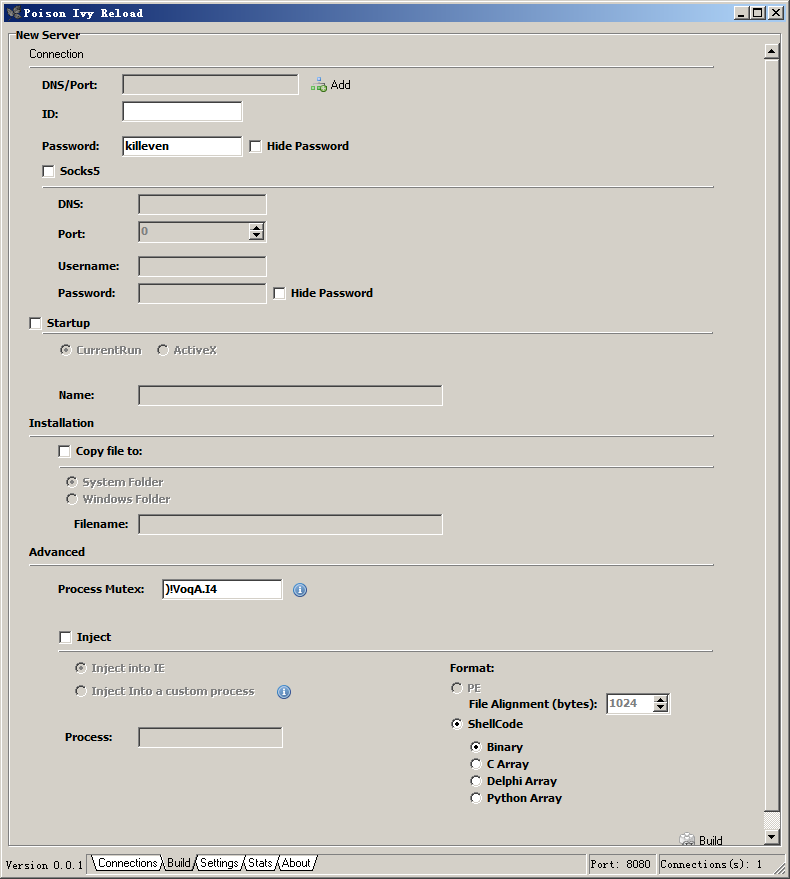 Poison Ivy Reload
New Server
Connection
DNS/Port: Add
ID:
Password: killeven Hide Password
Socks5
DNS:
Port: 0
Username:
Password: Hide Password
Startup
CurrentRun ActiveX
Name:
Installation
Copy file to:
System Folder
Windows Folder
Filename:
Advanced
Process Mutex: )!VoqA.I4
Inject
Inject into IE
Inject Into a custom process
Process:
Format:
PE
File Alignment (bytes): 1024
ShellCode
Binary
C Array
Delphi Array
Python Array
Build
Version 0.0.1 Connections Build Settings Stats About Port: 8080 Connections(s): 1